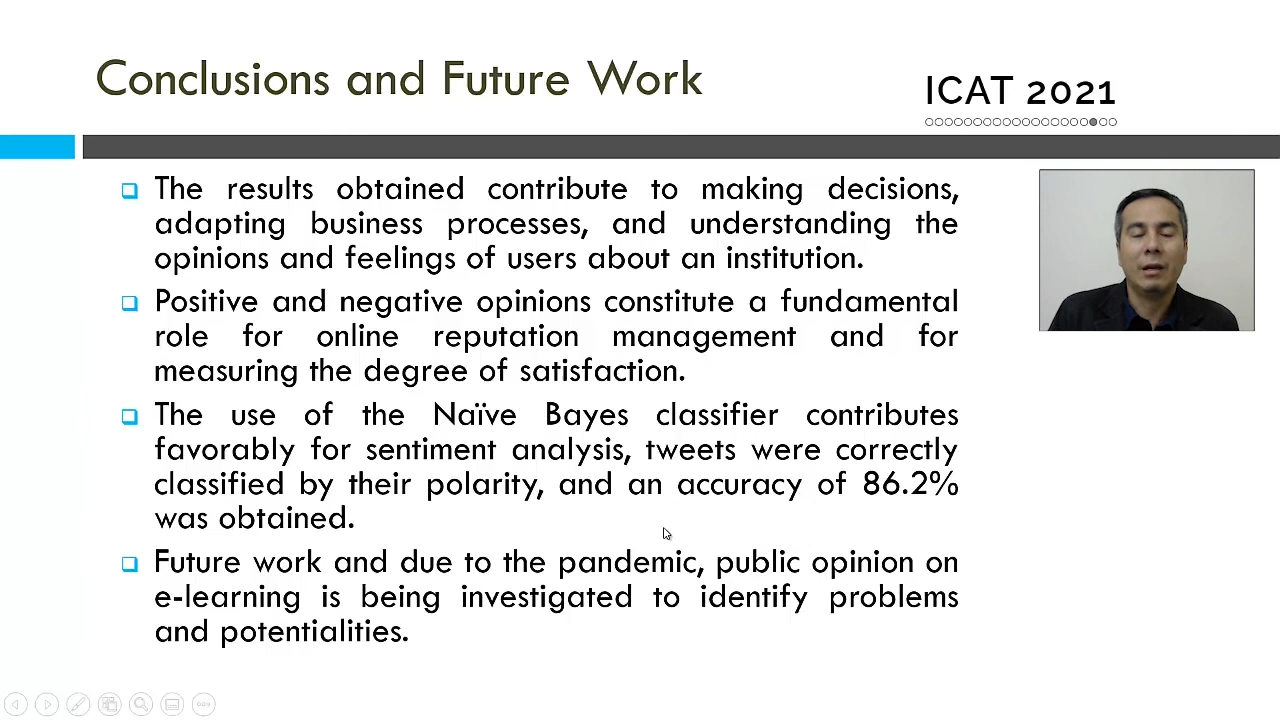 Conclusions and Future Work
ICAT 2021
The results obtained contribute to making decisions,
adapting business processes, and understanding the
opinions and feelings of users about an institution.
Positive and negative opinions constitute a fundamental
role for online reputation management and for
measuring the degree of satisfaction.
The use of the Naïve Bayes classifier contributes
favorably for sentiment analysis, tweets were correctly
classified by their polarity, and an accuracy of 86.2%
was obtained.
Future work and due to the pandemic, public opinion on
e-learning is being investigated to identify problems
and potentialities.